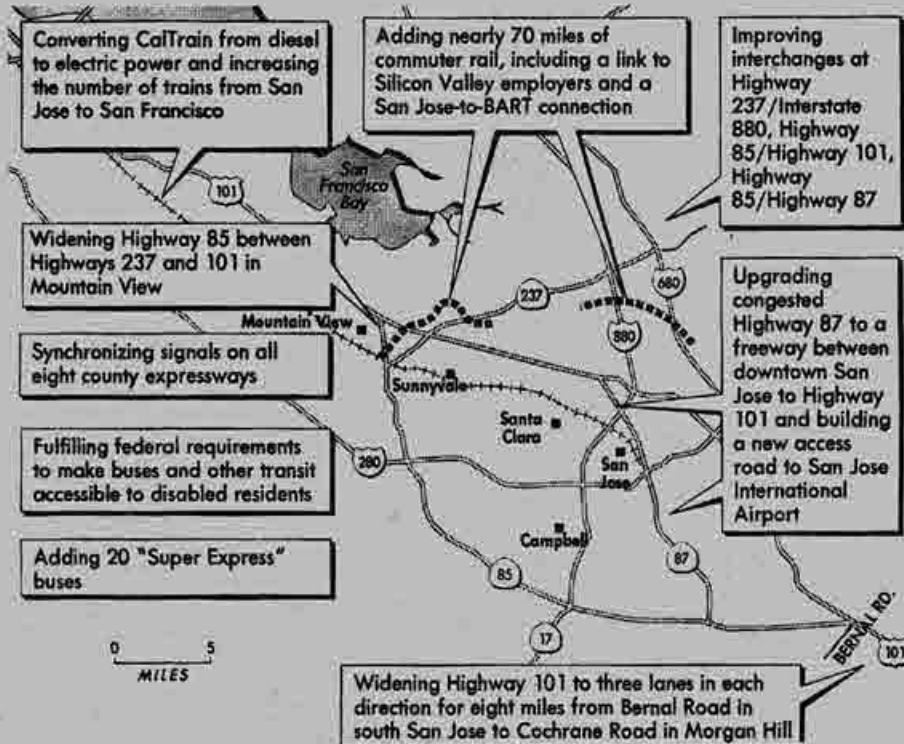 Converting CalTrain from diesel
to electric power and increasing
the number of trains from San
Jose to San Francisco
Adding nearly 70 miles of
commuter rail, including a link to
Silicon Valley employers and a
San Jose-to-BART connection
Improving
interchanges at
Highway
237/Interstate
880, Highway
85/Highway 101,
Highway
85/Highway 87
San
Francisco
Bay
101
Widening Highway 85 between
Highways 237 and 101 in
Mountain View
237
680
880
Mountain View
Upgrading
congested
Highway 87 to a
freeway between
downtown San
Jose to Highway
101 and building
a new access
road to San Jose
International
Airport
Synchronizing signals on all
eight county expressways
Sunnyvale
Santa
Clara
San
Jose
Fulfilling federal requirements
to make buses and other transit
accessible to disabled residents
280
Campbell
Adding 20 "Super Express"
buses
85
87
17
BERNAL RD.
101
0 5
MILES
Widening Highway 101 to three lanes in each
direction for eight miles from Bernal Road in
south San Jose to Cochrane Road in Morgan Hill